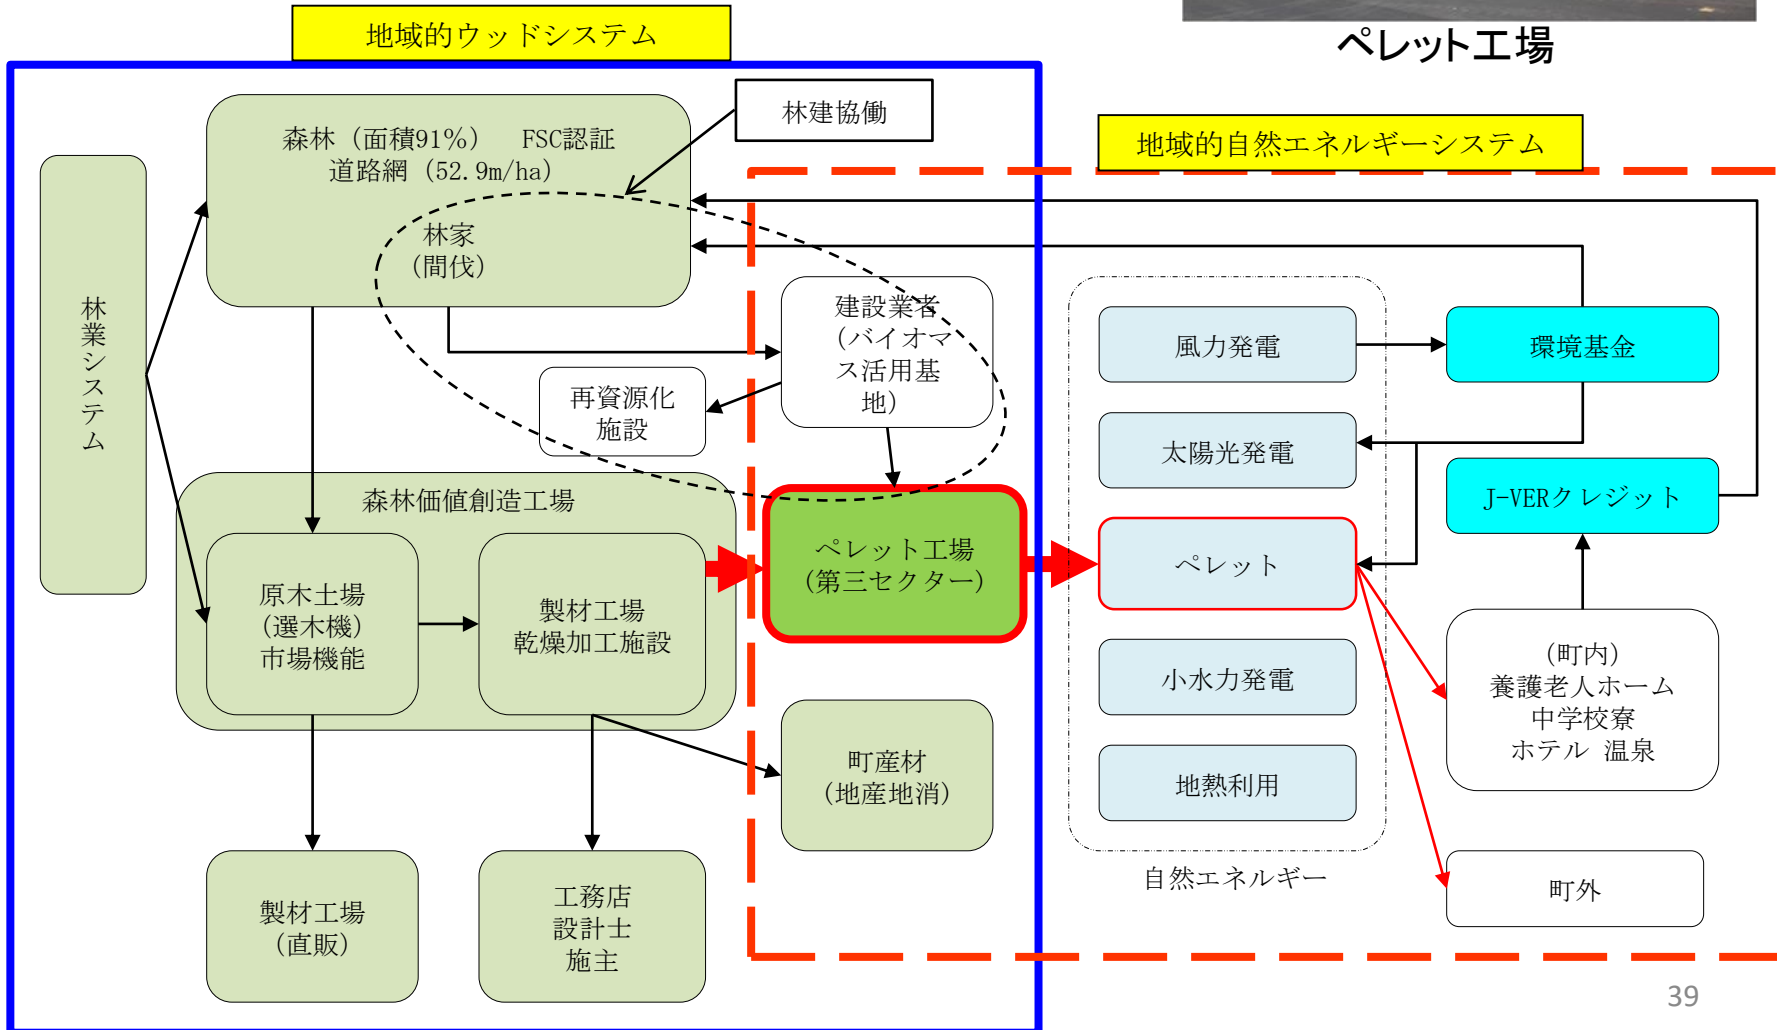 ペレット工場
地域的ウッドシステム
林建協働
地域的自然エネルギーシステム
森林（面積91％）　FSC認証
道路網（52.9m/ha）
林家
（間伐）
林業システム
建設業者
（バイオマ
ス活用基
地）
再資源化
施設
風力発電
環境基金
太陽光発電
J-VERクレジット
森林価値創造工場
原木土場
（選木機）
市場機能
製材工場
乾燥加工施設
ペレット工場
（第三セクター）
ペレット
小水力発電
地熱利用
自然エネルギー
（町内）
養護老人ホーム
中学校寮
ホテル 温泉
町産材
（地産地消）
町外
製材工場
（直販）
工務店
設計士
施主
39